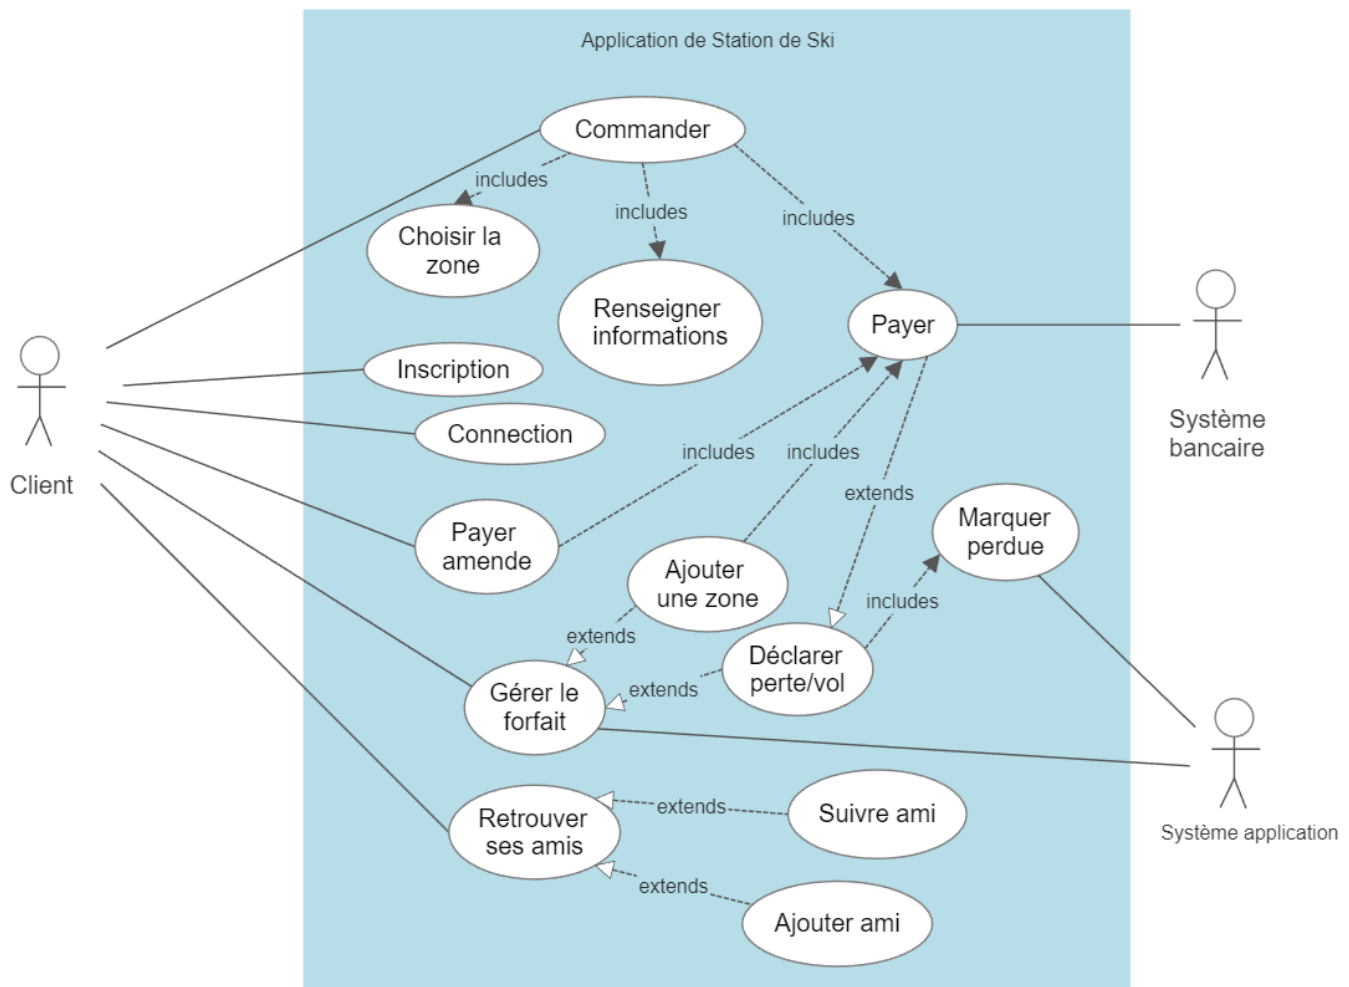 Application de Station de Ski
Commander
includes
includes
includes
Choisir la
zone
Renseigner
informations
Payer
Inscription
Connection
Client
Système
bancaire
includes
includes
extends
Payer
amende
Marquer
perdue
Ajouter
une zone
includes
extends
Déclarer
perte/vol
extends
Gérer le
forfait
Retrouver
ses amis
extends
Suivre ami
Système application
extends
Ajouter ami